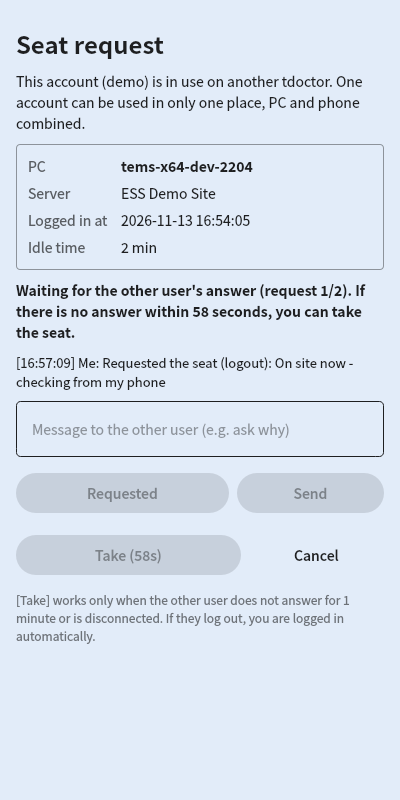 Seat request
This account (demo) is in use on another tdoctor. One
account can be used in only one place, PC and phone
combined.
PC tems-x64-dev-2204
Server ESS Demo Site
Logged in at 2026-11-13 16:54:05
Idle time 2 min
Waiting for the other user's answer (request 1/2). If
there is no answer within 58 seconds, you can take
the seat.
[16:57:09] Me: Requested the seat (logout): On site now -
checking from my phone
Message to the other user (e.g. ask why)
Requested Send
Take (58s) Cancel
[Take] works only when the other user does not answer for 1
minute or is disconnected. If they log out, you are logged in
automatically.